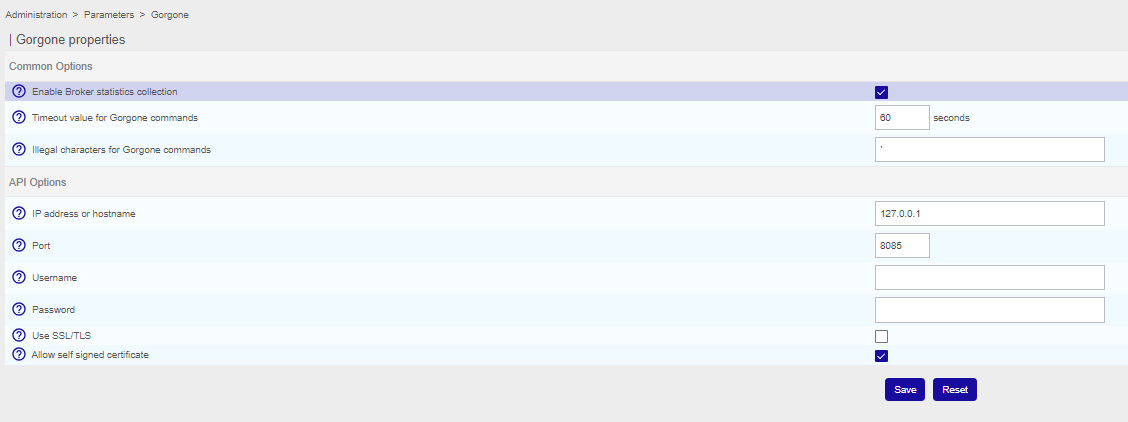 Administration > Parameters > Gorgone
| Gorgone properties
Common Options
? Enable Broker statistics collection
? Timeout value for Gorgone commands 60 seconds
? Illegal characters for Gorgone commands `
API Options
? IP address or hostname 127.0.0.1
? Port 8085
? Username
? Password
? Use SSL/TLS
? Allow self signed certificate
Save Reset